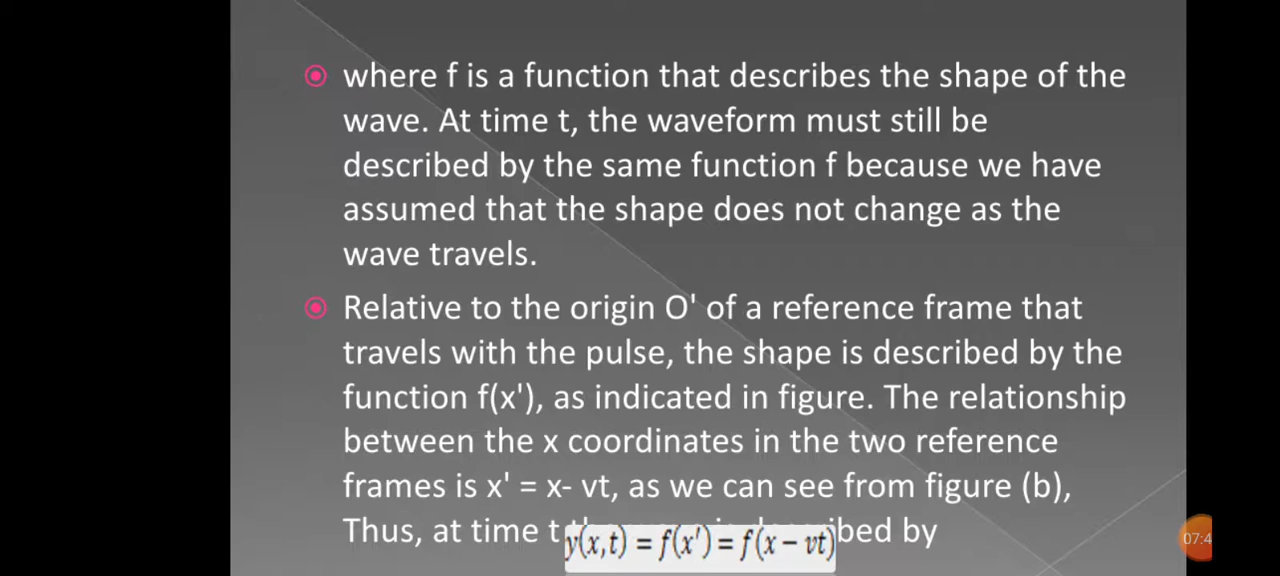 where f is a function that describes the shape of the
wave. At time t, the waveform must still be
described by the same function f because we have
assumed that the shape does not change as the
wave travels.
Relative to the origin O' of a reference frame that
travels with the pulse, the shape is described by the
function f(x'), as indicated in figure. The relationship
between the x coordinates in the two reference
frames is x' = x- vt, as we can see from figure (b),
Thus, at time t by
y(x,t) = f(x') = f(x − vt)
07:4